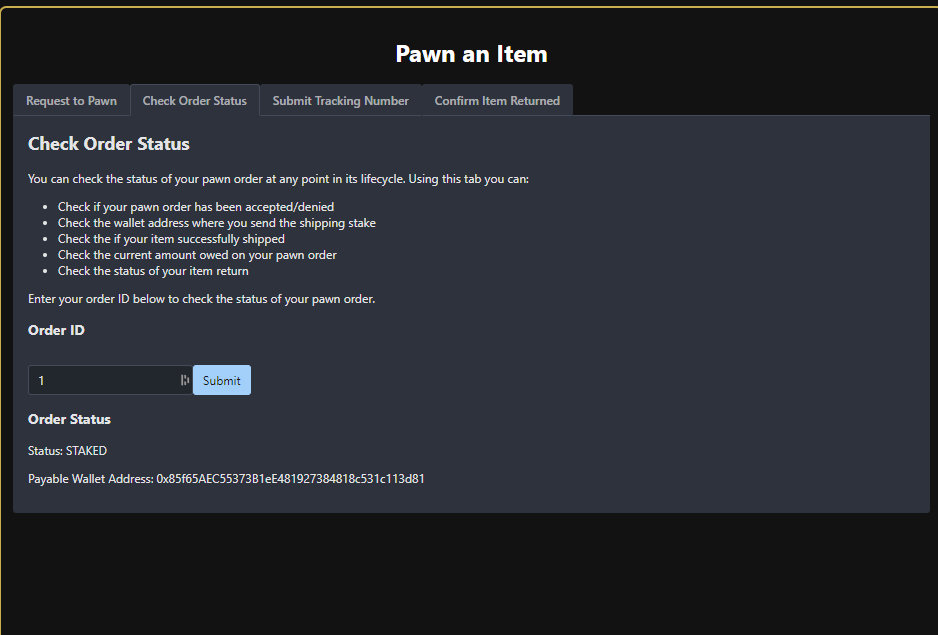 Pawn an Item
Request to Pawn
Check Order Status
Submit Tracking Number
Confirm Item Returned
Check Order Status
You can check the status of your pawn order at any point in its lifecycle. Using this tab you can:
Check if your pawn order has been accepted/denied
Check the wallet address where you send the shipping stake
Check the if your item successfully shipped
Check the current amount owed on your pawn order
Check the status of your item return
Enter your order ID below to check the status of your pawn order.
Order ID
1
Submit
Order Status
Status: STAKED
Payable Wallet Address: 0x85f65AEC55373B1eE481927384818c531c113d81